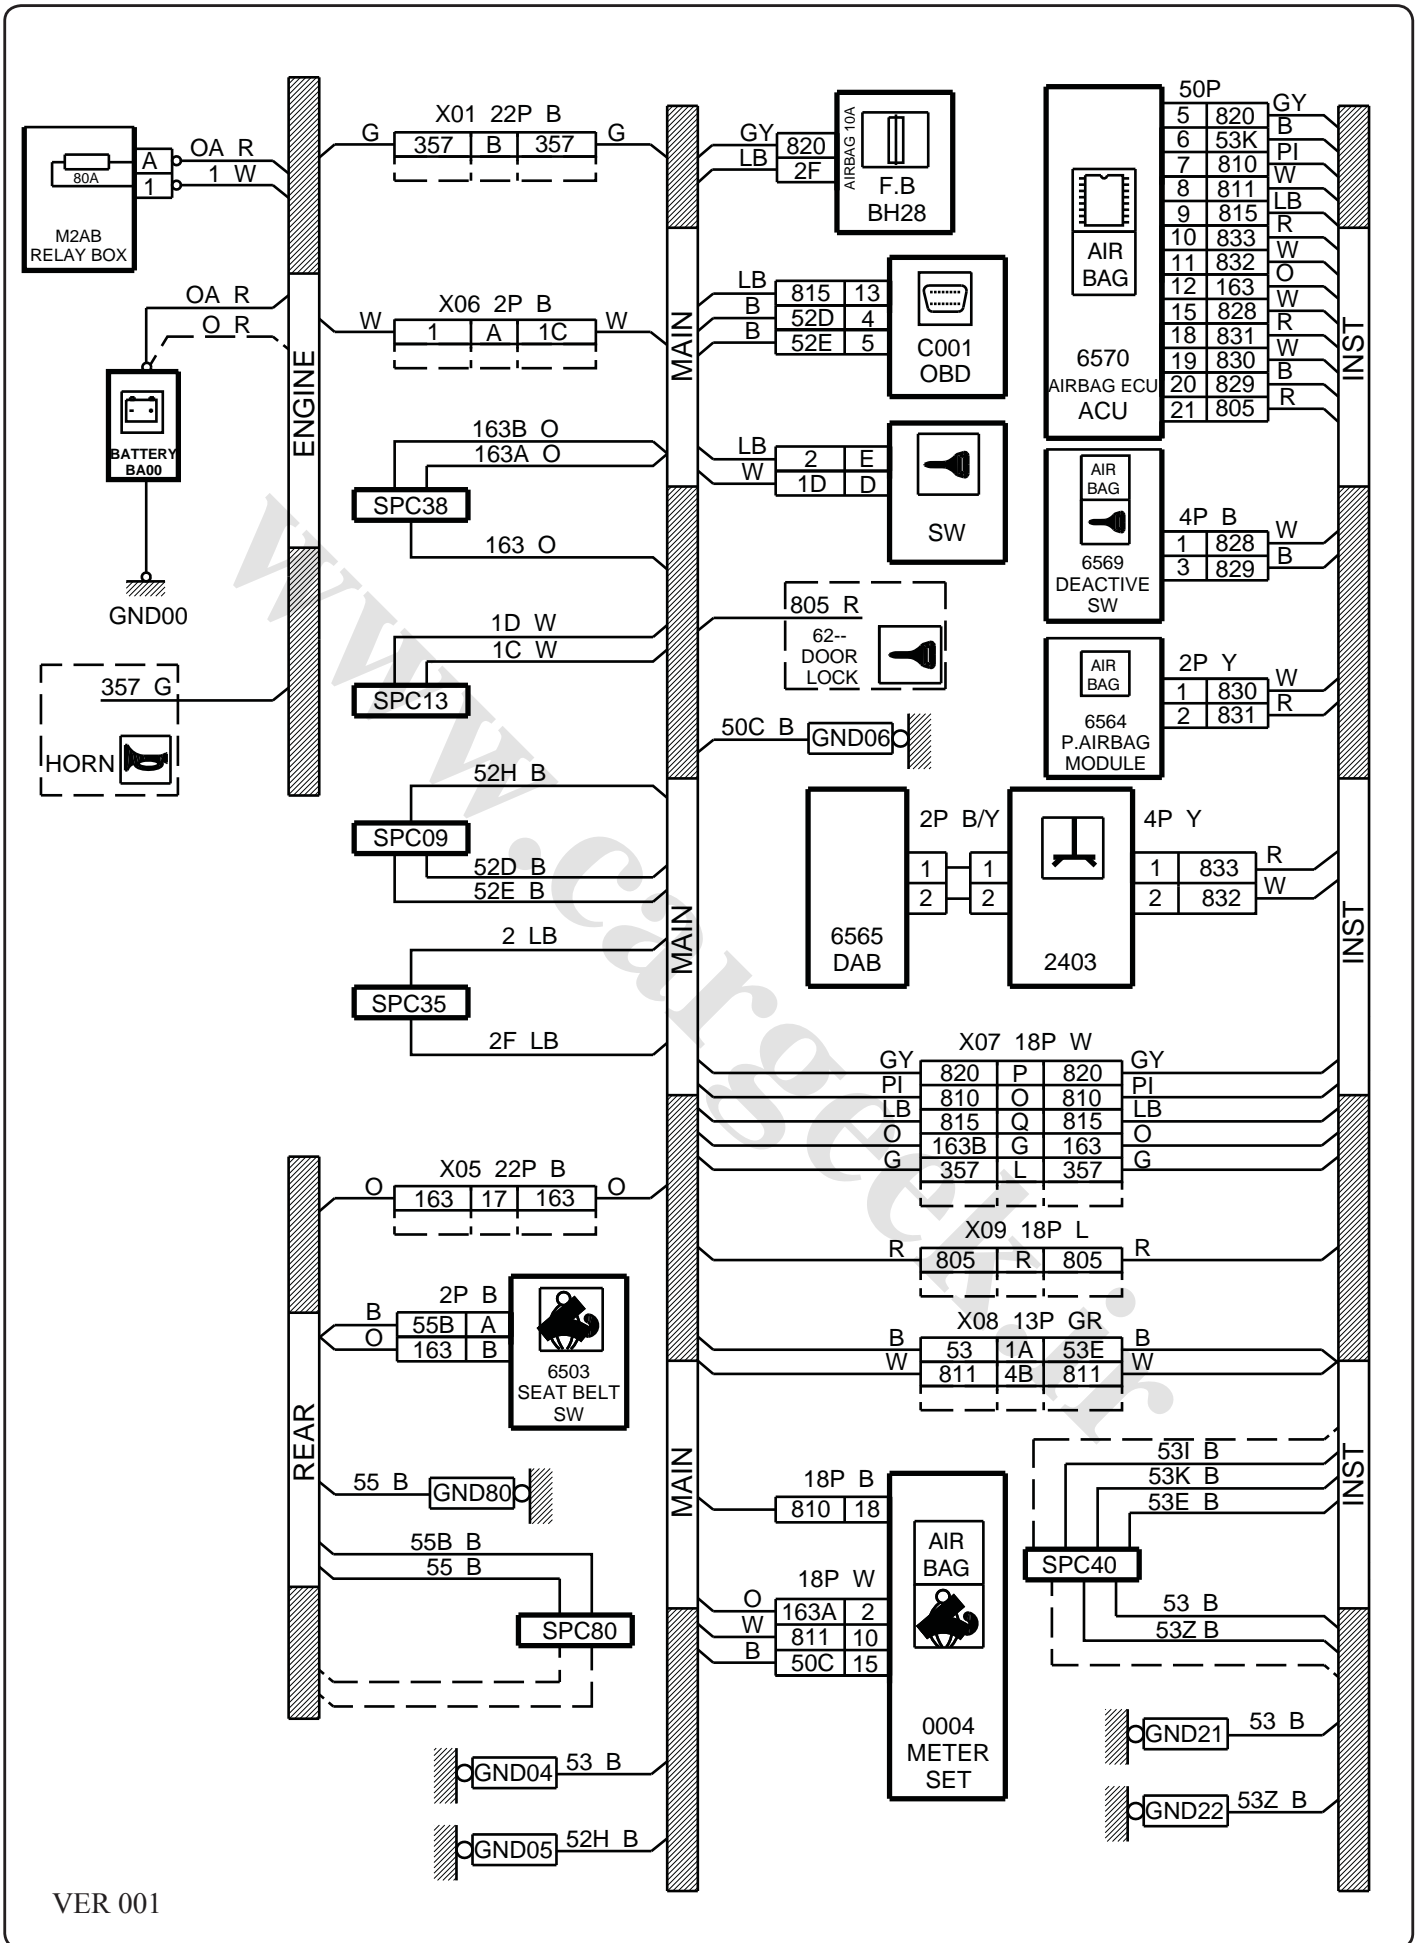 M2AB
RELAY BOX
80A
A OA R
1 1 W
OA R
O R
BATTERY
BA00
GND00
357 G
HORN
ENGINE
X01 22P B
G 357 B 357 G
X06 2P B
W 1 A 1C W
163B O
163A O
SPC38
163 O
1D W
1C W
SPC13
52H B
SPC09
52D B
52E B
2 LB
SPC35
2F LB
X05 22P B
O 163 17 163 O
2P B
B 55B A
O 163 B
6503
SEAT BELT
SW
REAR
55 B GND80
55B B
55 B
SPC80
GND04 53 B
GND05 52H B
MAIN
MAIN
MAIN
GY 820
LB 2F
AIRBAG 10A
F.B
BH28
LB 815 13
B 52D 4
B 52E 5
C001
OBD
LB 2 E
W 1D D
SW
805 R
62--
DOOR
LOCK
50C B GND06
6565
DAB
2P B/Y
1 1
2 2
2403
4P Y
1 833 R
2 832 W
X07 18P W
GY 820 P 820 GY
PI 810 O 810 PI
LB 815 Q 815 LB
O 163B G 163 O
G 357 L 357 G
X09 18P L
R 805 R 805 R
X08 13P GR
B 53 1A 53E B
W 811 4B 811 W
18P B
810 18
18P W
O 163A 2
W 811 10
B 50C 15
AIR
BAG
0004
METER
SET
50P
5 820 GY
6 53K B
7 810 PI
8 811 W
9 815 LB
10 833 R
11 832 W
12 163 O
15 828 W
18 831 R
19 830 W
20 829 B
21 805 R
AIR
BAG
6570
AIRBAG ECU
ACU
AIR
BAG
6569
DEACTIVE
SW
4P B
1 828 W
3 829 B
AIR
BAG
6564
P.AIRBAG
MODULE
2P Y
1 830 W
2 831 R
INST
INST
INST
53I B
53K B
53E B
SPC40
53 B
53Z B
GND21 53 B
GND22 53Z B
www.cargeek.ir
VER 001